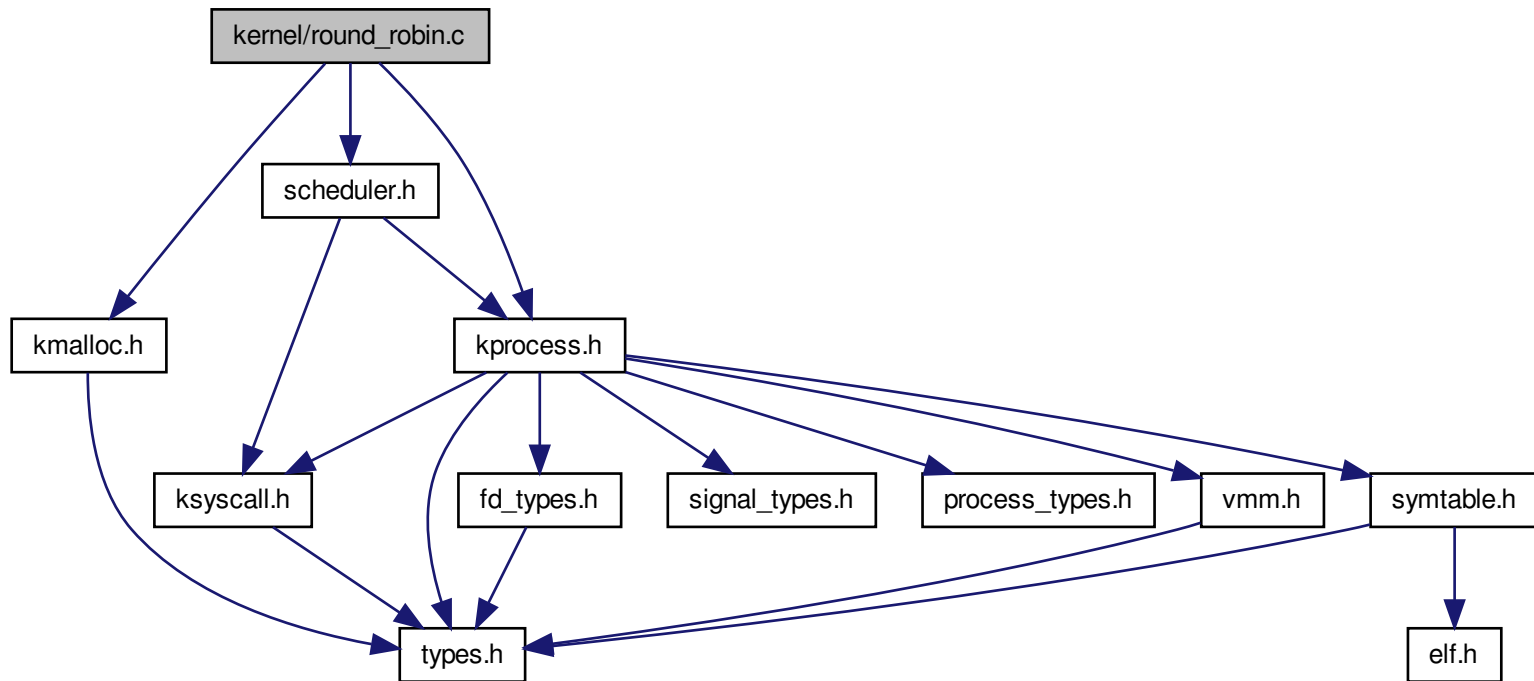 kernel/round_robin.c
scheduler.h
kmalloc.h
kprocess.h
ksyscall.h
fd_types.h
signal_types.h
process_types.h
vmm.h
symtable.h
types.h
elf.h